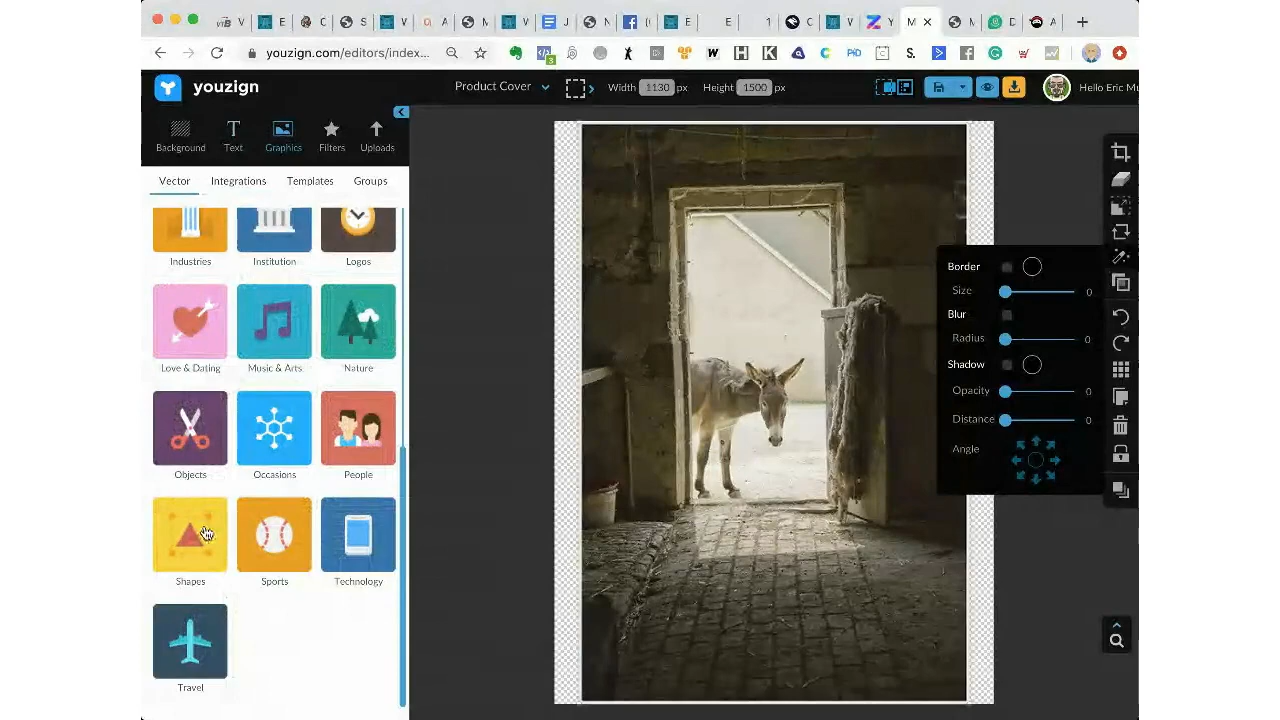 V
E
C
S
V
A
M
V
J
N
(
E
E
1
C
V
Y
M
M
D
A
youzign.com/editors/index...
youzign
Product Cover
Width 1130 px
Height 1500 px
Hello Eric Mu
Background
Text
Graphics
Filters
Uploads
Vector
Integrations
Templates
Groups
Industries
Institution
Logos
Love & Dating
Music & Arts
Nature
Objects
Occasions
People
Shapes
Sports
Technology
Travel
Border
Size 0
Blur
Radius 0
Shadow
Opacity 0
Distance 0
Angle